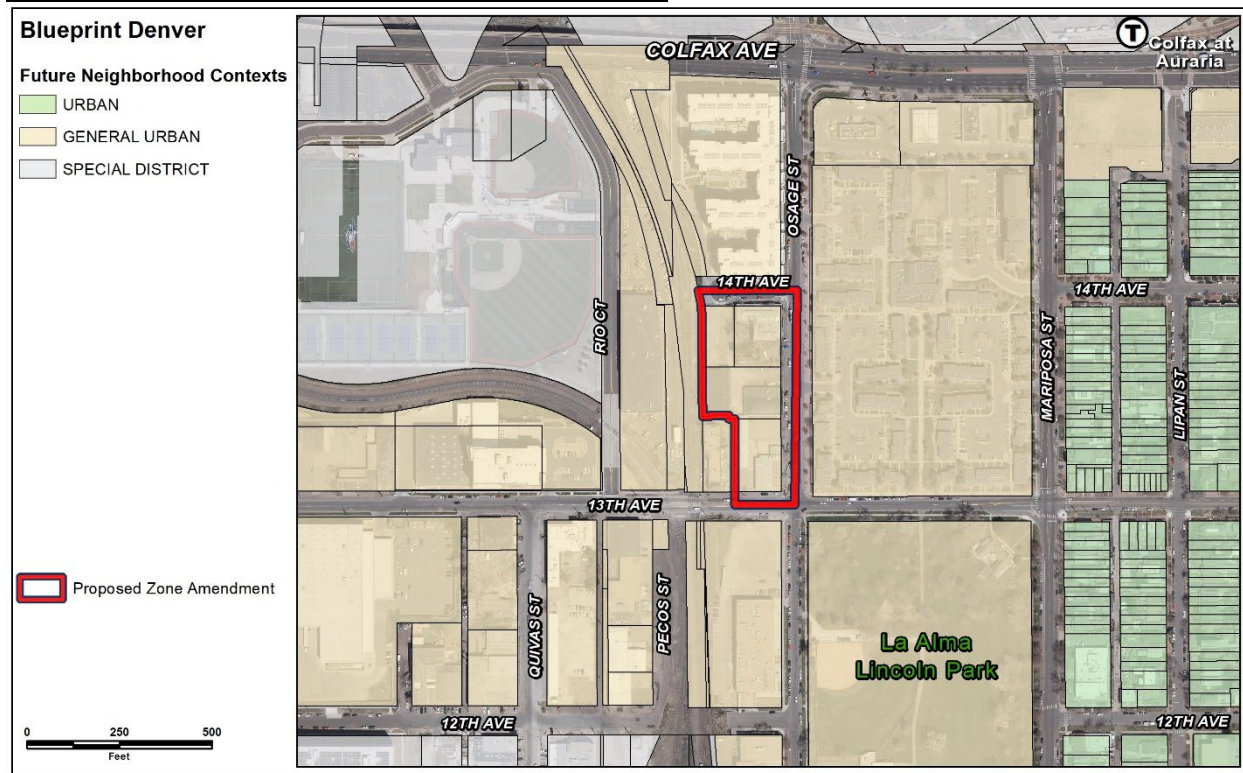 Blueprint Denver
Future Neighborhood Contexts
URBAN
GENERAL URBAN
SPECIAL DISTRICT
Proposed Zone Amendment
0 250 500
Feet
COLFAX AVE
T
Colfax at
Auraria
OSAGE ST
14TH AVE
14TH AVE
RIO CT
MARIPOSA ST
LIPAN ST
13TH AVE
QUIVAS ST
PECOS ST
La Alma
Lincoln Park
12TH AVE
12TH AVE